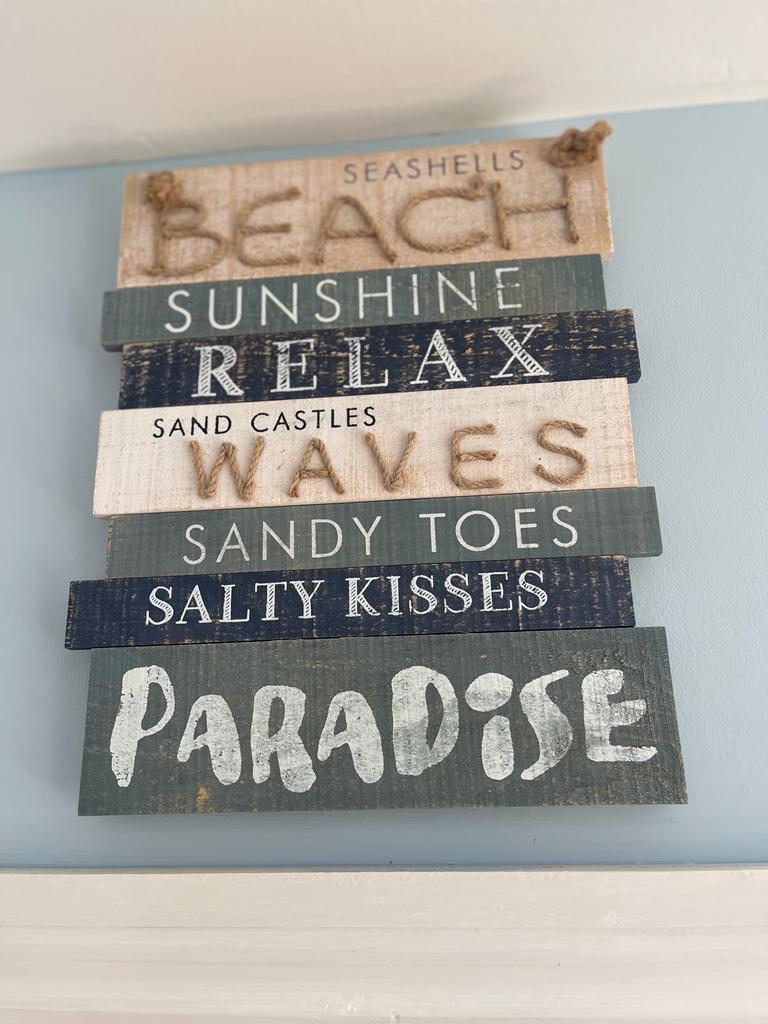 SEASHELLS
BEACH
SUNSHINE
RELAX
SAND CASTLES
WAVES
SANDY TOES
SALTY KISSES
PARADiSE